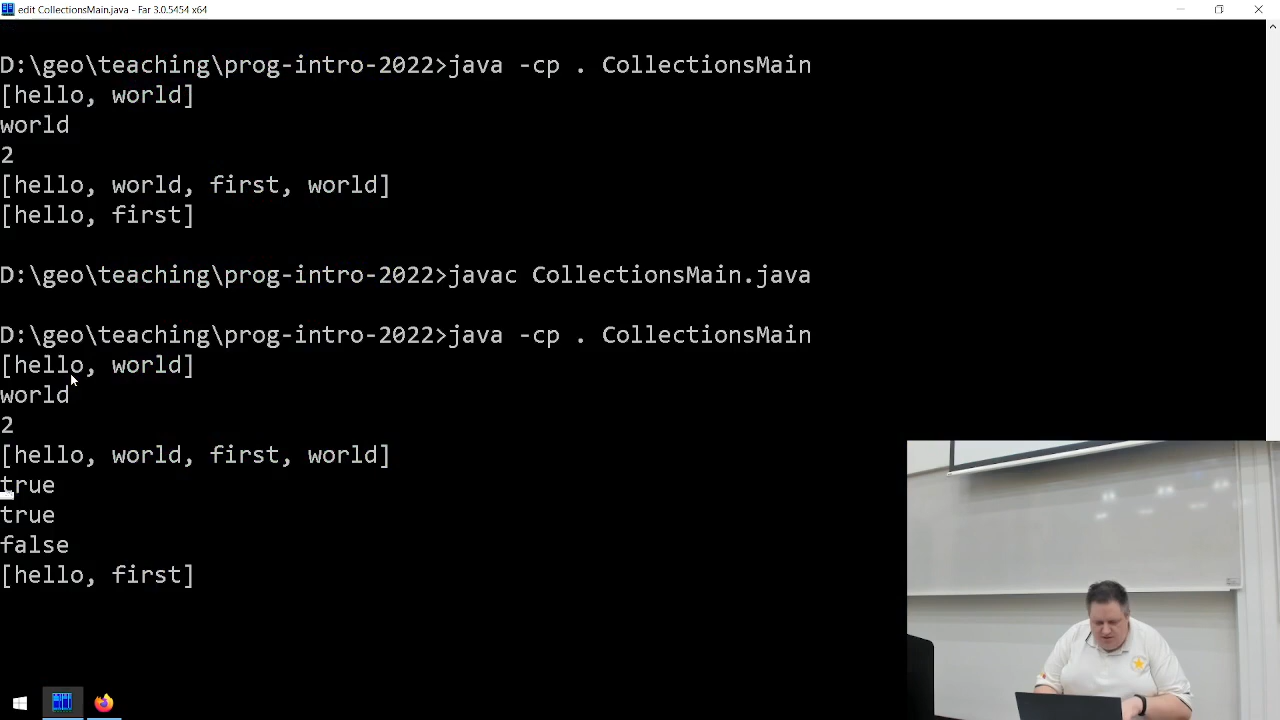 edit CollectionsMain.java - Far 3.0.5454 x64
D:\geo\teaching\prog-intro-2022>java -cp . CollectionsMain
[hello, world]
world
2
[hello, world, first, world]
[hello, first]
D:\geo\teaching\prog-intro-2022>javac CollectionsMain.java
D:\geo\teaching\prog-intro-2022>java -cp . CollectionsMain
[hello, world]
world
2
[hello, world, first, world]
true
true
false
[hello, first]